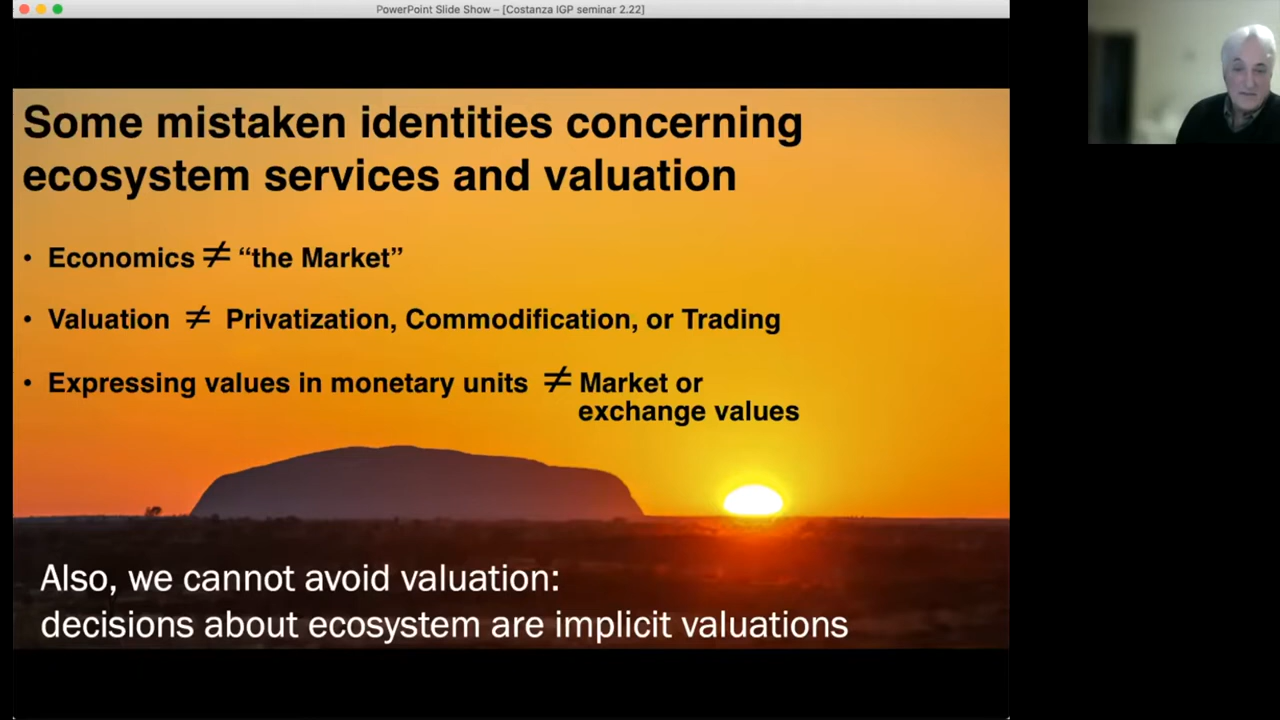 PowerPoint Slide Show – [Costanza IGP seminar 2.22]
Some mistaken identities concerning
ecosystem services and valuation
• Economics ≠ “the Market”
• Valuation ≠ Privatization, Commodification, or Trading
• Expressing values in monetary units ≠ Market or
exchange values
Also, we cannot avoid valuation:
decisions about ecosystem are implicit valuations